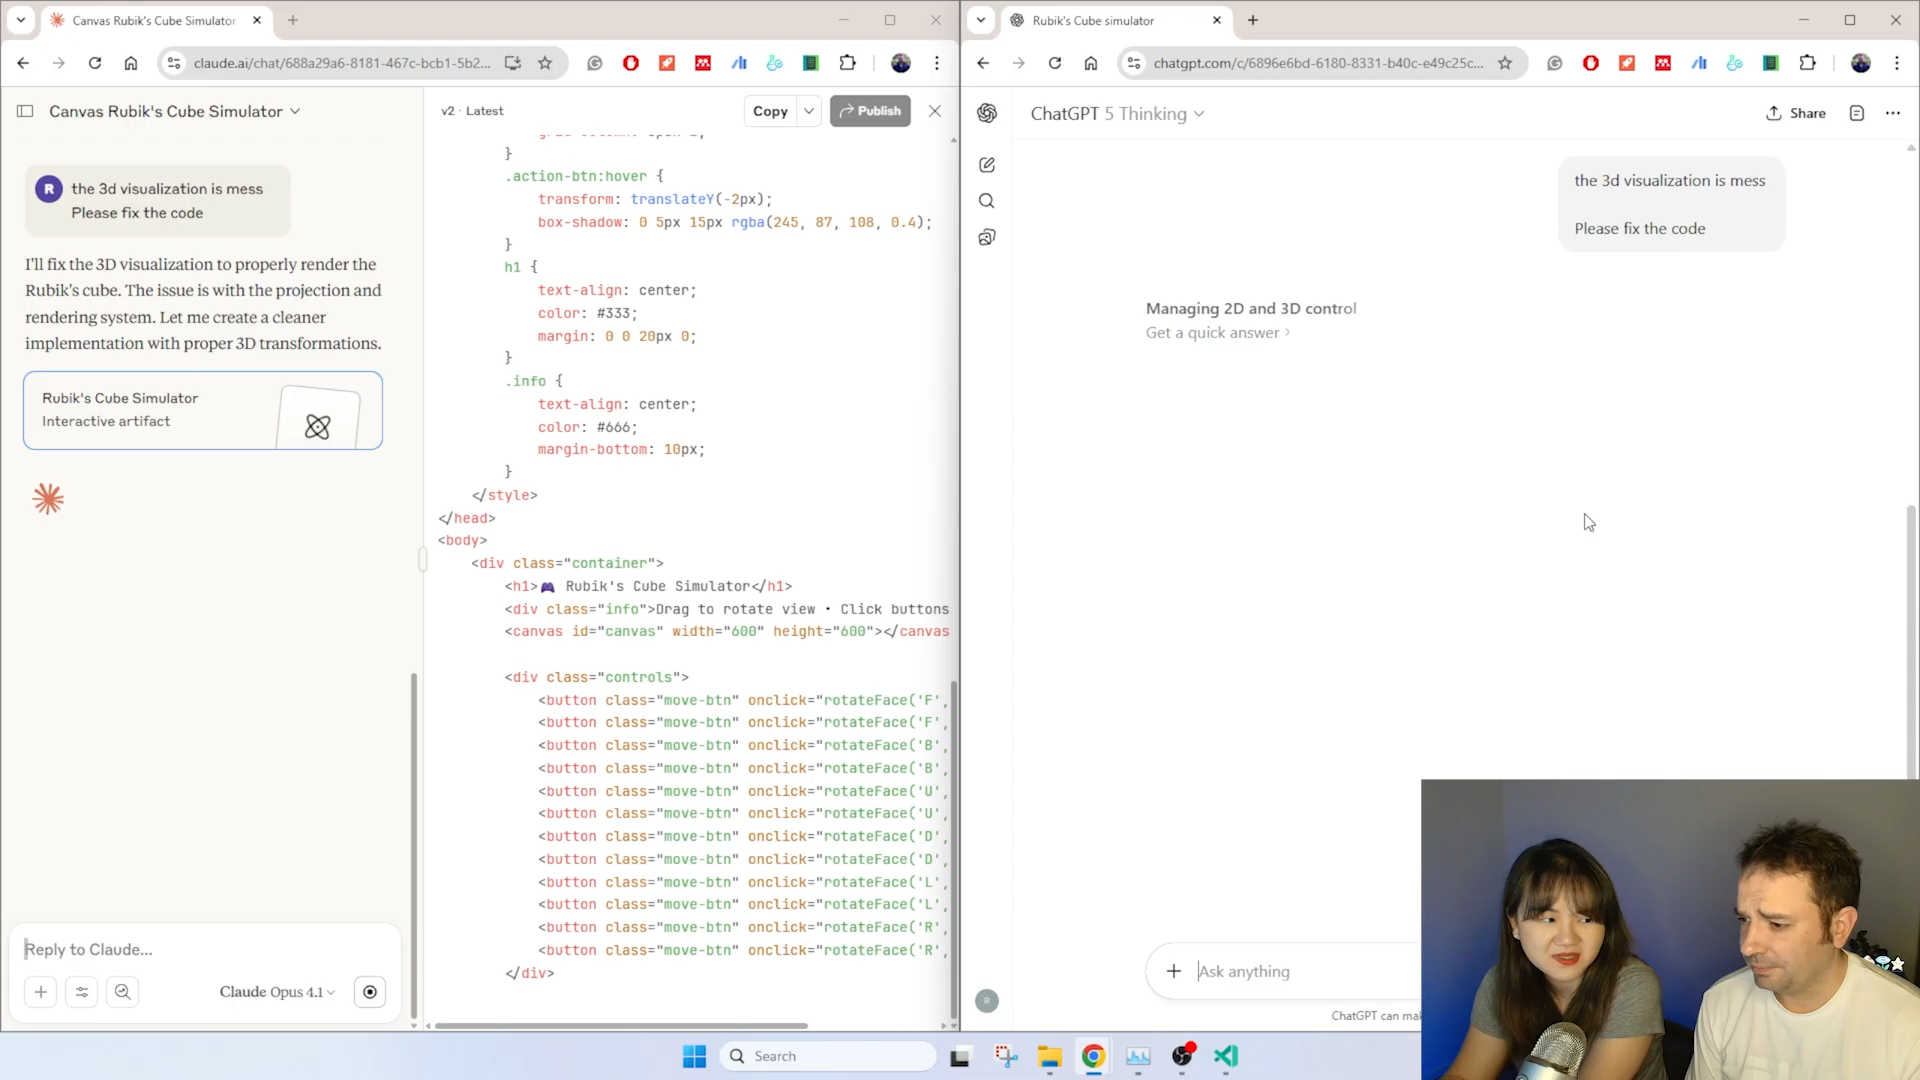 Canvas Rubik's Cube Simulator
claude.ai/chat/688a29a6-8181-467c-bcb1-5b2...
Canvas Rubik's Cube Simulator
R
the 3d visualization is mess
Please fix the code
I'll fix the 3D visualization to properly render the
Rubik's cube. The issue is with the projection and
rendering system. Let me create a cleaner
implementation with proper 3D transformations.
Rubik's Cube Simulator
Interactive artifact
Reply to Claude...
Claude Opus 4.1
v2 · Latest
Copy
Publish
}
.action-btn:hover {
transform: translateY(-2px);
box-shadow: 0 5px 15px rgba(245, 87, 108, 0.4);
}
h1 {
text-align: center;
color: #333;
margin: 0 0 20px 0;
}
.info {
text-align: center;
color: #666;
margin-bottom: 10px;
}
</style>
</head>
<body>
<div class="container">
<h1>🎮 Rubik's Cube Simulator</h1>
<div class="info">Drag to rotate view • Click buttons
<canvas id="canvas" width="600" height="600"></canvas
<div class="controls">
<button class="move-btn" onclick="rotateFace('F',
<button class="move-btn" onclick="rotateFace('F',
<button class="move-btn" onclick="rotateFace('B',
<button class="move-btn" onclick="rotateFace('B',
<button class="move-btn" onclick="rotateFace('U',
<button class="move-btn" onclick="rotateFace('U',
<button class="move-btn" onclick="rotateFace('D',
<button class="move-btn" onclick="rotateFace('D',
<button class="move-btn" onclick="rotateFace('L',
<button class="move-btn" onclick="rotateFace('L',
<button class="move-btn" onclick="rotateFace('R',
<button class="move-btn" onclick="rotateFace('R',
</div>
Rubik's Cube simulator
chatgpt.com/c/6896e6bd-6180-8331-b40c-e49c25c...
ChatGPT 5 Thinking
Share
the 3d visualization is mess
Please fix the code
Managing 2D and 3D control
Get a quick answer >
Ask anything
ChatGPT can
R
Search